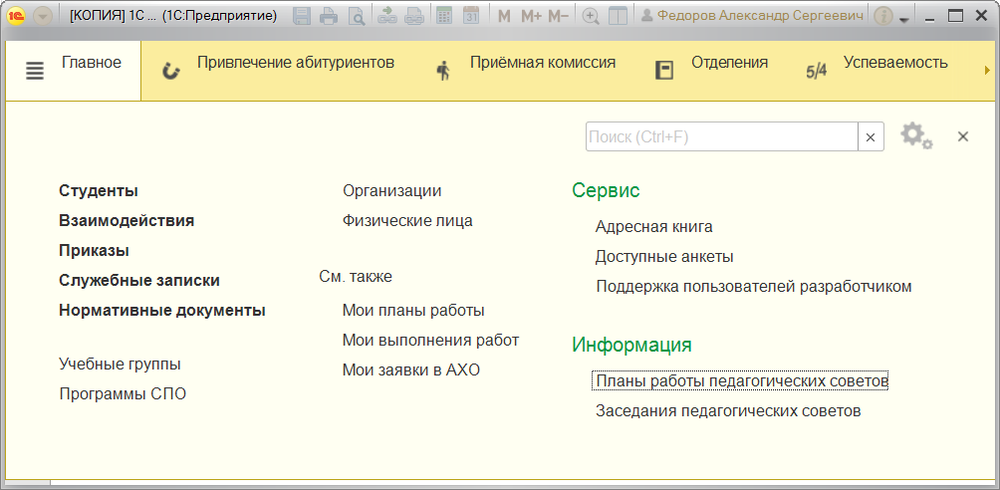 [КОПИЯ] 1С ... (1С:Предприятие)
31
M M+ M-
Федоров Александр Сергеевич
Главное
Привлечение абитуриентов
Приёмная комиссия
Отделения
5/4
Успеваемость
Поиск (Ctrl+F)
Студенты
Взаимодействия
Приказы
Служебные записки
Нормативные документы
Учебные группы
Программы СПО
Организации
Физические лица
См. также
Мои планы работы
Мои выполнения работ
Мои заявки в АХО
Сервис
Адресная книга
Доступные анкеты
Поддержка пользователей разработчиком
Информация
Планы работы педагогических советов
Заседания педагогических советов